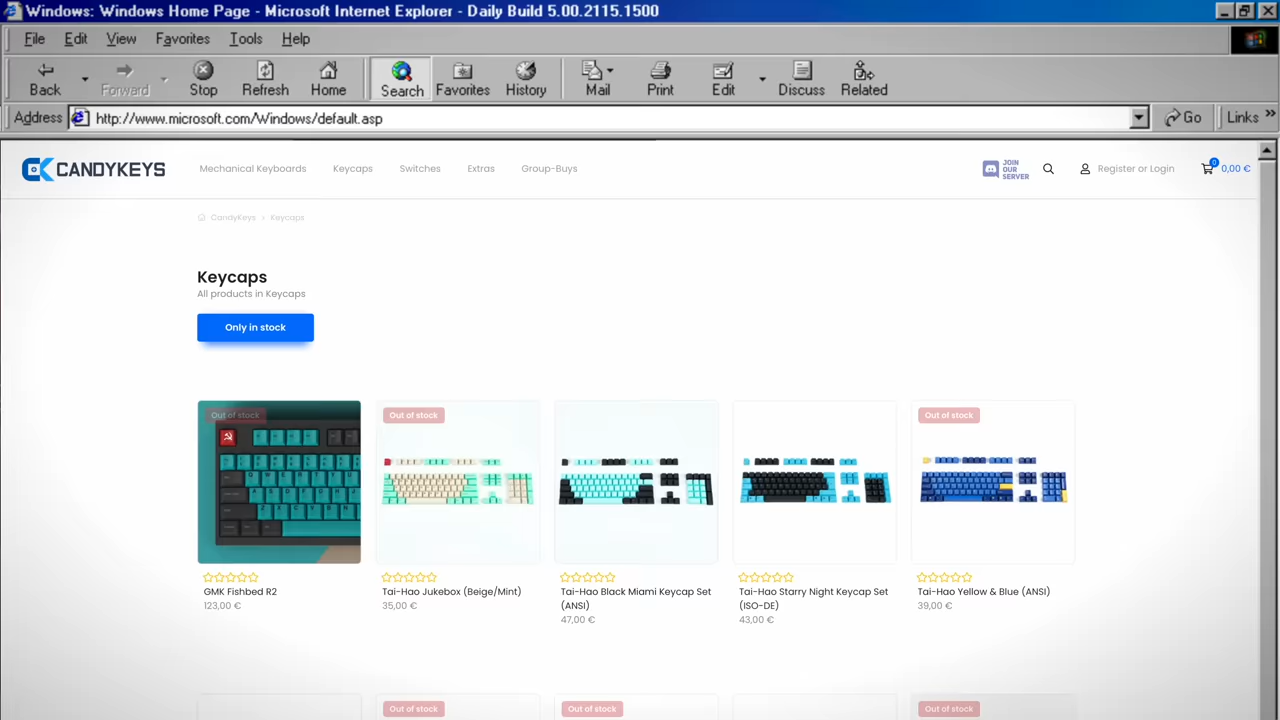 Windows: Windows Home Page - Microsoft Internet Explorer - Daily Build 5.00.2115.1500
File Edit View Favorites Tools Help
Back Forward Stop Refresh Home Search Favorites History Mail Print Edit Discuss Related
Address http://www.microsoft.com/Windows/default.asp Go Links »
CANDYKEYS Mechanical Keyboards Keycaps Switches Extras Group-Buys JOIN OUR SERVER Register or Login 0 0,00 €
CandyKeys › Keycaps
Keycaps
All products in Keycaps
Only in stock
Out of stock Out of stock Out of stock
GMK Fishbed R2 Tai-Hao Jukebox (Beige/Mint) Tai-Hao Black Miami Keycap Set Tai-Hao Starry Night Keycap Set Tai-Hao Yellow & Blue (ANSI)
123,00 € 35,00 € (ANSI) (ISO-DE) 39,00 €
47,00 € 43,00 €
Out of stock Out of stock Out of stock